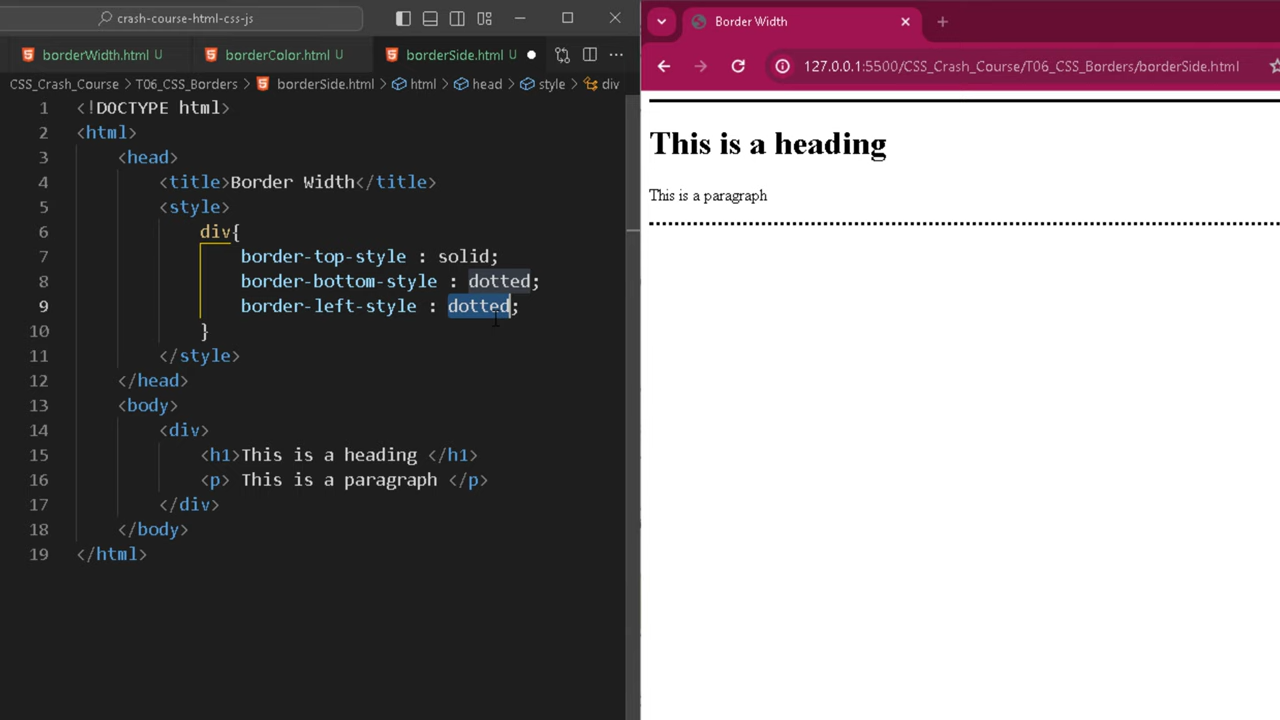 crash-course-html-css-js
borderWidth.html U
borderColor.html U
borderSide.html U
CSS_Crash_Course > T06_CSS_Borders > borderSide.html > html > head > style > div
1 <!DOCTYPE html>
2 <html>
3 <head>
4 <title>Border Width</title>
5 <style>
6 div{
7 border-top-style : solid;
8 border-bottom-style : dotted;
9 border-left-style : dotted;
10 }
11 </style>
12 </head>
13 <body>
14 <div>
15 <h1>This is a heading </h1>
16 <p> This is a paragraph </p>
17 </div>
18 </body>
19 </html>
Border Width
127.0.0.1:5500/CSS_Crash_Course/T06_CSS_Borders/borderSide.html
This is a heading
This is a paragraph